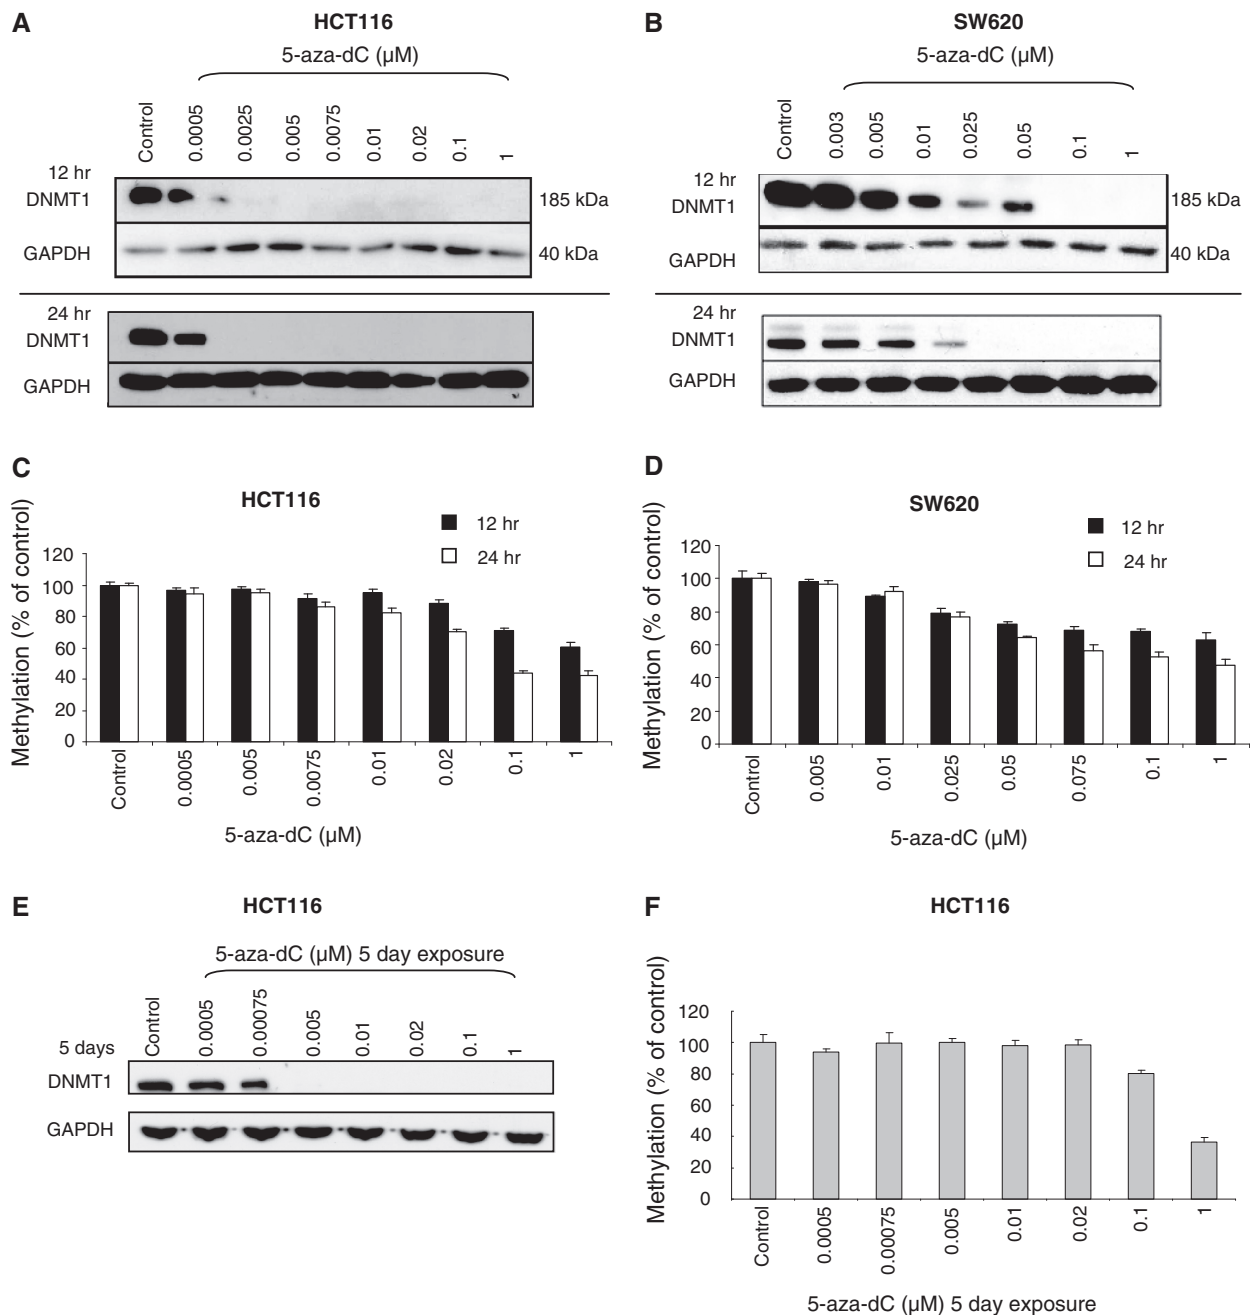 A
HCT116
5-aza-dC (μM)
Control
0.0005
0.0025
0.005
0.0075
0.01
0.02
0.1
1
12 hr
DNMT1
185 kDa
GAPDH
40 kDa
24 hr
DNMT1
GAPDH
B
SW620
5-aza-dC (μM)
Control
0.003
0.005
0.01
0.025
0.05
0.1
1
12 hr
DNMT1
185 kDa
GAPDH
40 kDa
24 hr
DNMT1
GAPDH
C
HCT116
12 hr
24 hr
Methylation (% of control)
120
100
80
60
40
20
0
Control
0.0005
0.005
0.0075
0.01
0.02
0.1
1
5-aza-dC (μM)
D
SW620
12 hr
24 hr
Methylation (% of control)
120
100
80
60
40
20
0
Control
0.005
0.01
0.025
0.05
0.075
0.1
1
5-aza-dC (μM)
E
HCT116
5-aza-dC (μM) 5 day exposure
Control
0.0005
0.00075
0.005
0.01
0.02
0.1
1
5 days
DNMT1
GAPDH
F
HCT116
Methylation (% of control)
120
100
80
60
40
20
0
Control
0.0005
0.00075
0.005
0.01
0.02
0.1
1
5-aza-dC (μM) 5 day exposure